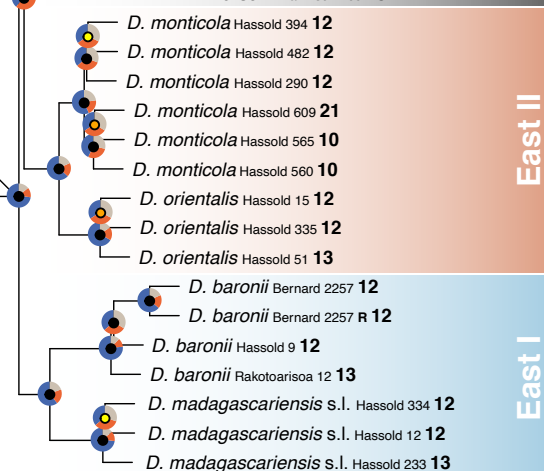 D. monticola Hassold 394 12
D. monticola Hassold 482 12
D. monticola Hassold 290 12
D. monticola Hassold 609 21
D. monticola Hassold 565 10
D. monticola Hassold 560 10
D. orientalis Hassold 15 12
D. orientalis Hassold 335 12
D. orientalis Hassold 51 13
East II
D. baronii Bernard 2257 12
D. baronii Bernard 2257 R 12
D. baronii Hassold 9 12
D. baronii Rakotoarisoa 12 13
D. madagascariensis s.l. Hassold 334 12
D. madagascariensis s.l. Hassold 12 12
D. madagascariensis s.l. Hassold 233 13
East I